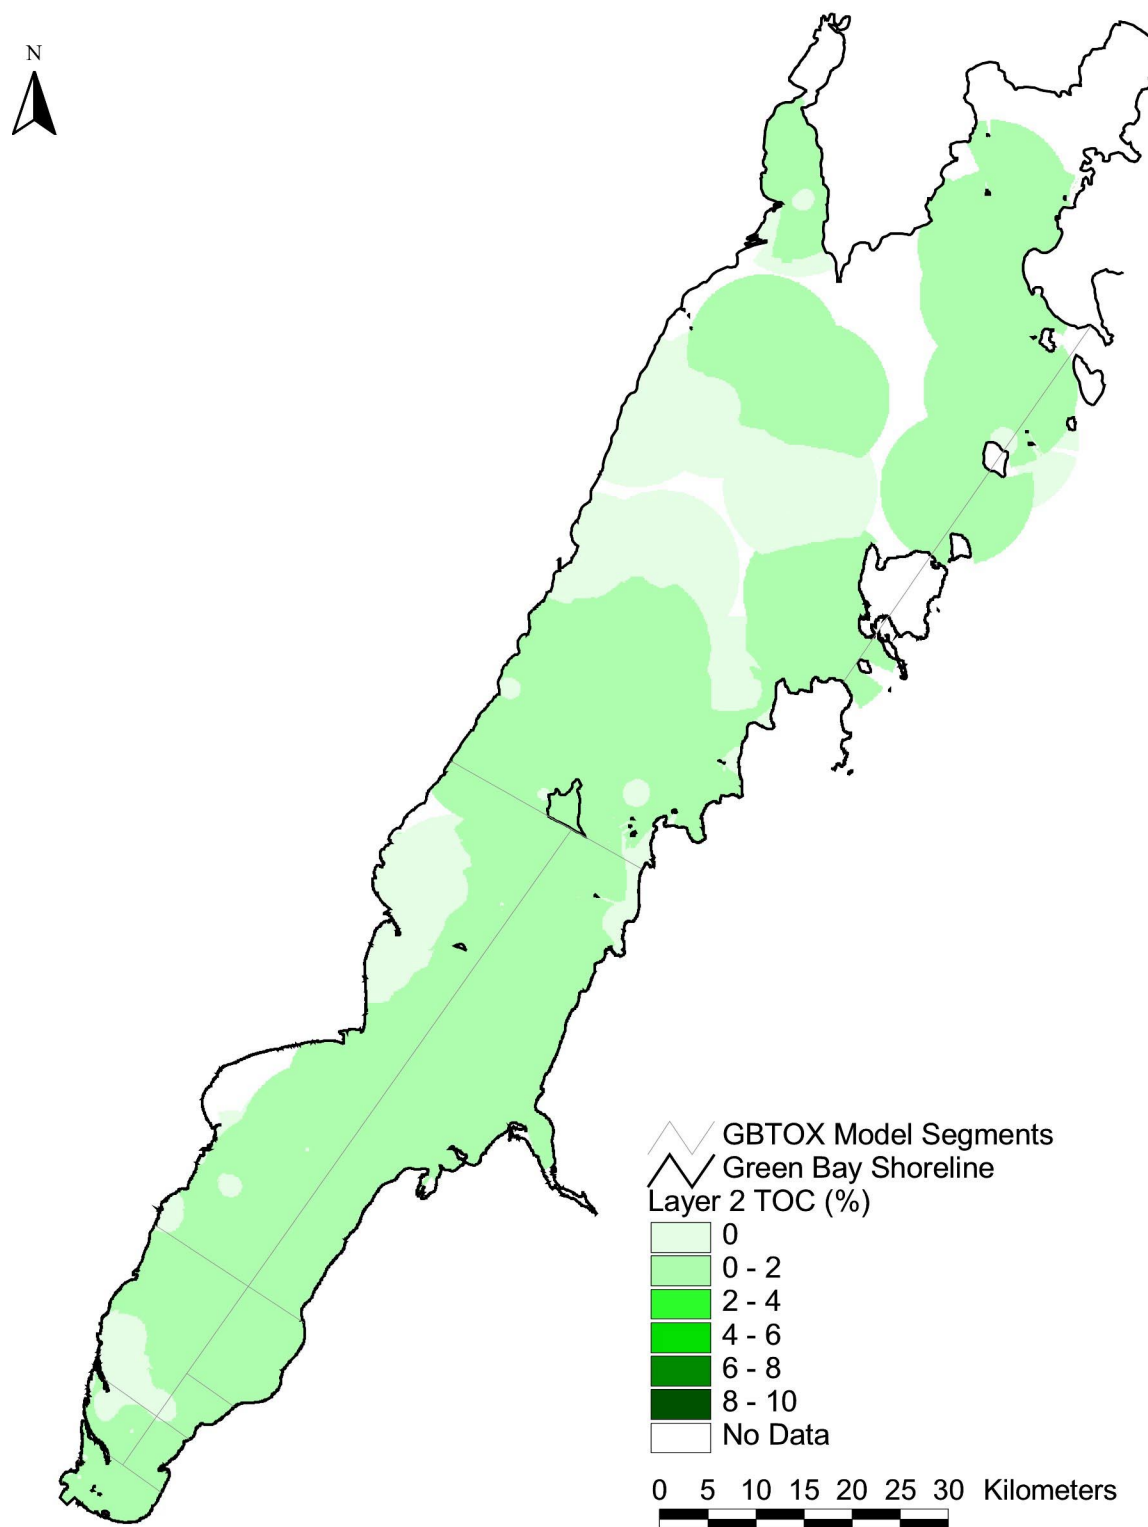 N
GBTOX Model Segments
Green Bay Shoreline
Layer 2 TOC (%)
0
0 - 2
2 - 4
4 - 6
6 - 8
8 - 10
No Data
0 5 10 15 20 25 30 Kilometers